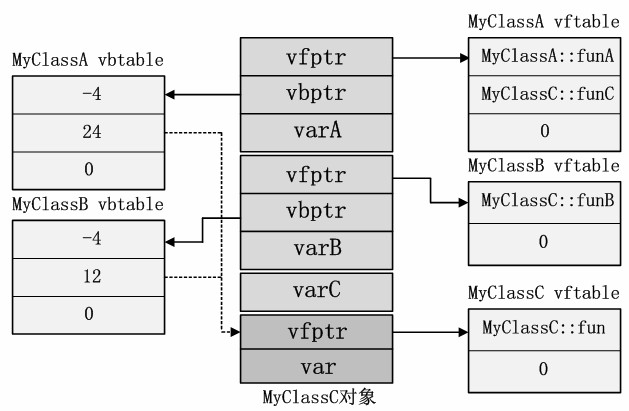 MyClassA vbtable
-4
24
0
MyClassB vbtable
-4
12
0
vfptr
vbptr
varA
vfptr
vbptr
varB
varC
vfptr
var
MyClassC对象
MyClassA vftable
MyClassA::funA
MyClassC::funC
0
MyClassB vftable
MyClassC::funB
0
MyClassC vftable
MyClassC::fun
0